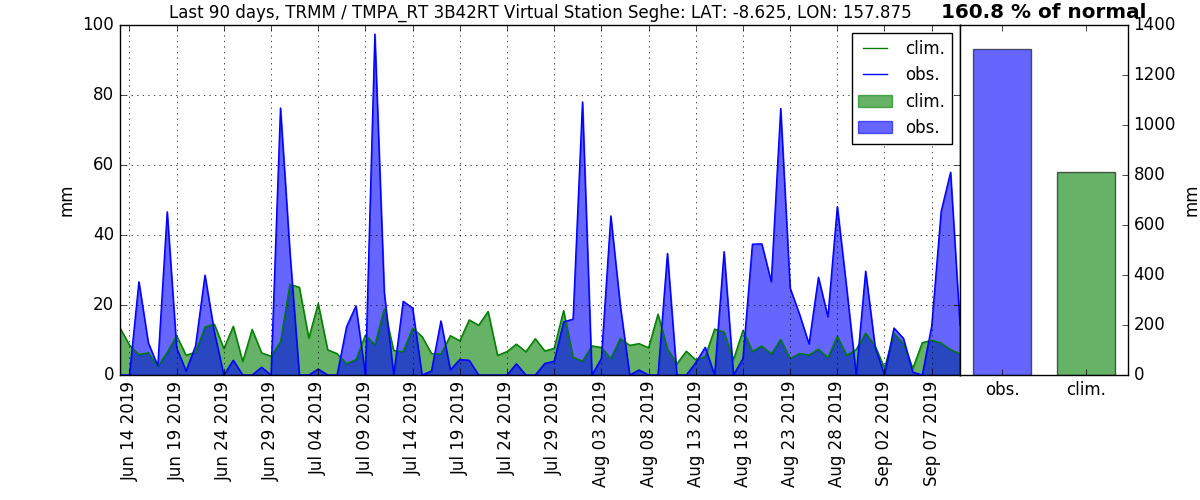 Last 90 days, TRMM / TMPA_RT 3B42RT Virtual Station Seghe: LAT: -8.625, LON: 157.875
160.8 % of normal
100
80
60
40
20
0
mm
clim.
obs.
clim.
obs.
Jun 14 2019
Jun 19 2019
Jun 24 2019
Jun 29 2019
Jul 04 2019
Jul 09 2019
Jul 14 2019
Jul 19 2019
Jul 24 2019
Jul 29 2019
Aug 03 2019
Aug 08 2019
Aug 13 2019
Aug 18 2019
Aug 23 2019
Aug 28 2019
Sep 02 2019
Sep 07 2019
1400
1200
1000
800
600
400
200
0
mm
obs.
clim.